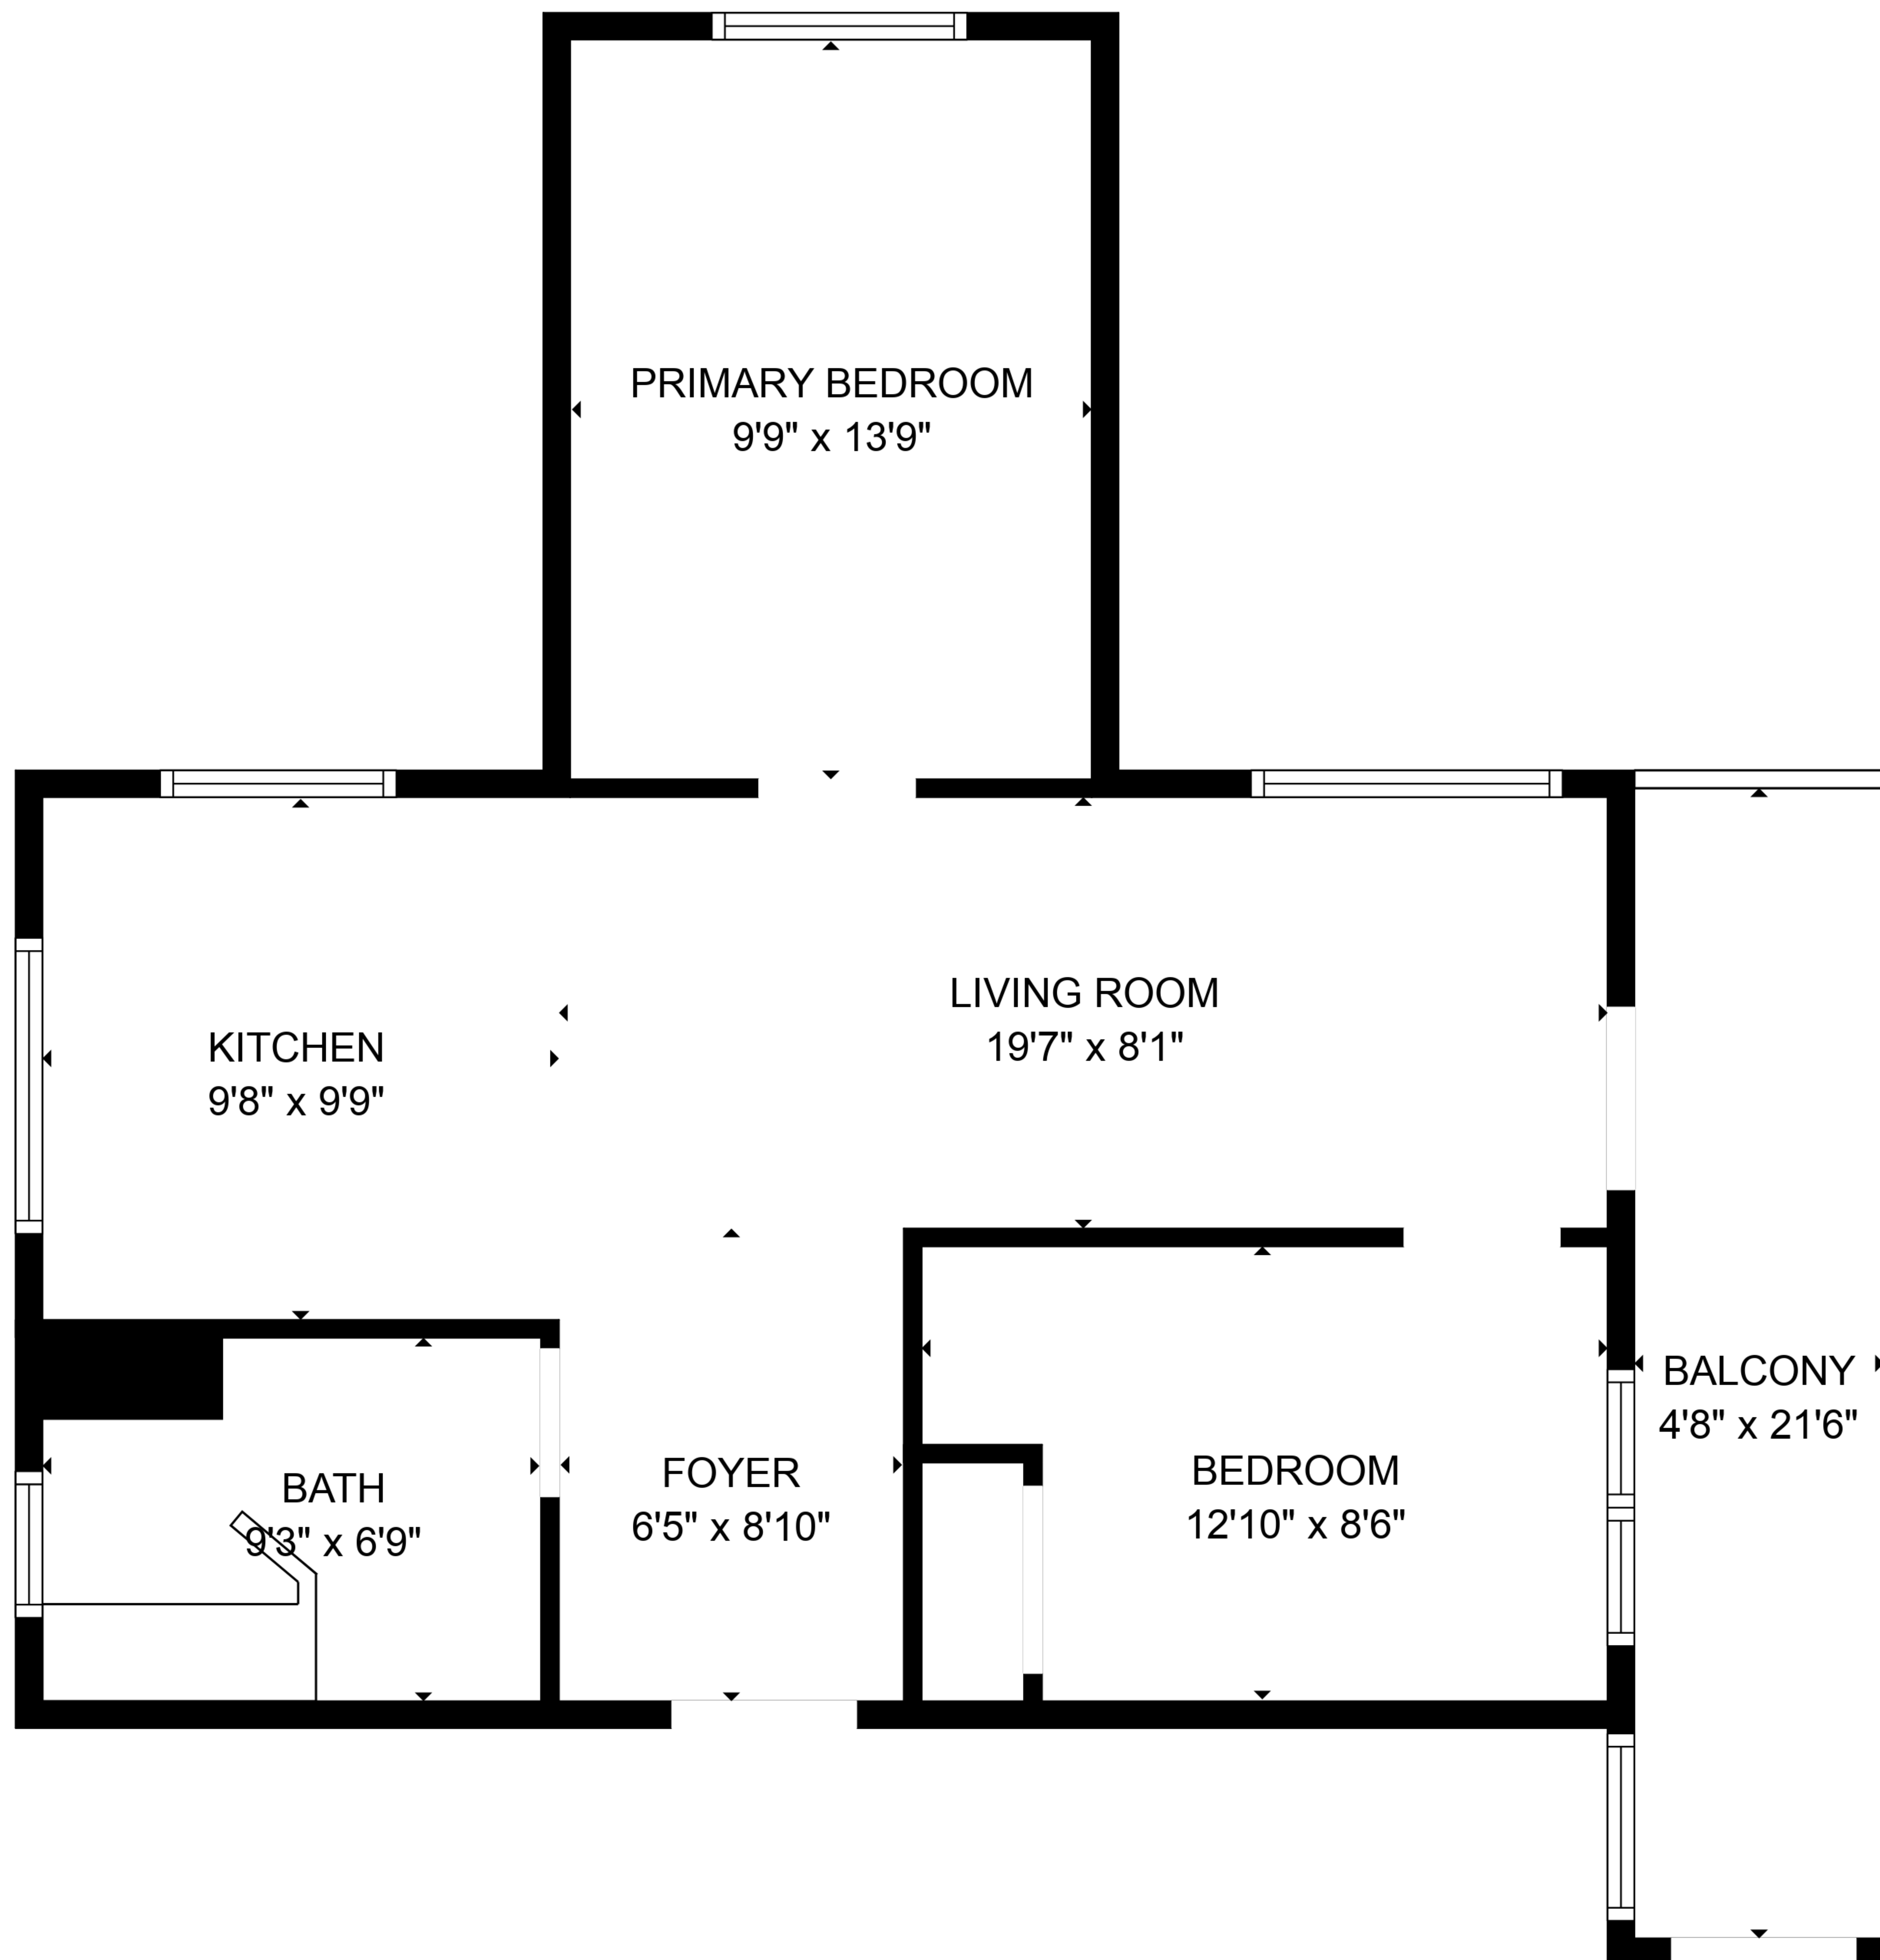 PRIMARY BEDROOM
9'9" x 13'9"
LIVING ROOM
19'7" x 8'1"
KITCHEN
9'8" x 9'9"
BALCONY
4'8" x 21'6"
BATH
9'3" x 6'9"
FOYER
6'5" x 8'10"
BEDROOM
12'10" x 8'6"